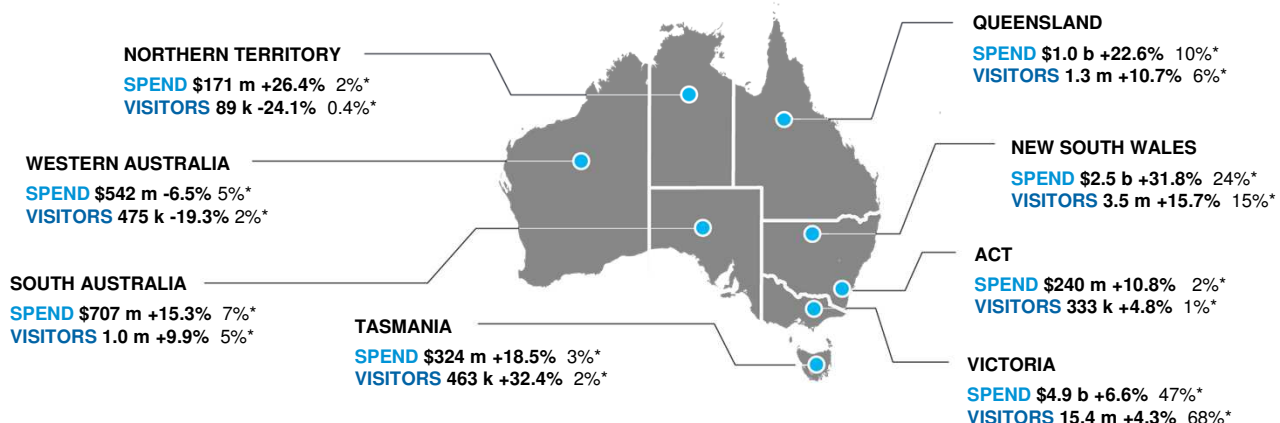 QUEENSLAND
SPEND $1.0 b +22.6% 10%*
VISITORS 1.3 m +10.7% 6%*
NORTHERN TERRITORY
SPEND $171 m +26.4% 2%*
VISITORS 89 k -24.1% 0.4%*
NEW SOUTH WALES
SPEND $2.5 b +31.8% 24%*
VISITORS 3.5 m +15.7% 15%*
WESTERN AUSTRALIA
SPEND $542 m -6.5% 5%*
VISITORS 475 k -19.3% 2%*
ACT
SPEND $240 m +10.8% 2%*
VISITORS 333 k +4.8% 1%*
SOUTH AUSTRALIA
SPEND $707 m +15.3% 7%*
VISITORS 1.0 m +9.9% 5%*
TASMANIA
SPEND $324 m +18.5% 3%*
VISITORS 463 k +32.4% 2%*
VICTORIA
SPEND $4.9 b +6.6% 47%*
VISITORS 15.4 m +4.3% 68%*